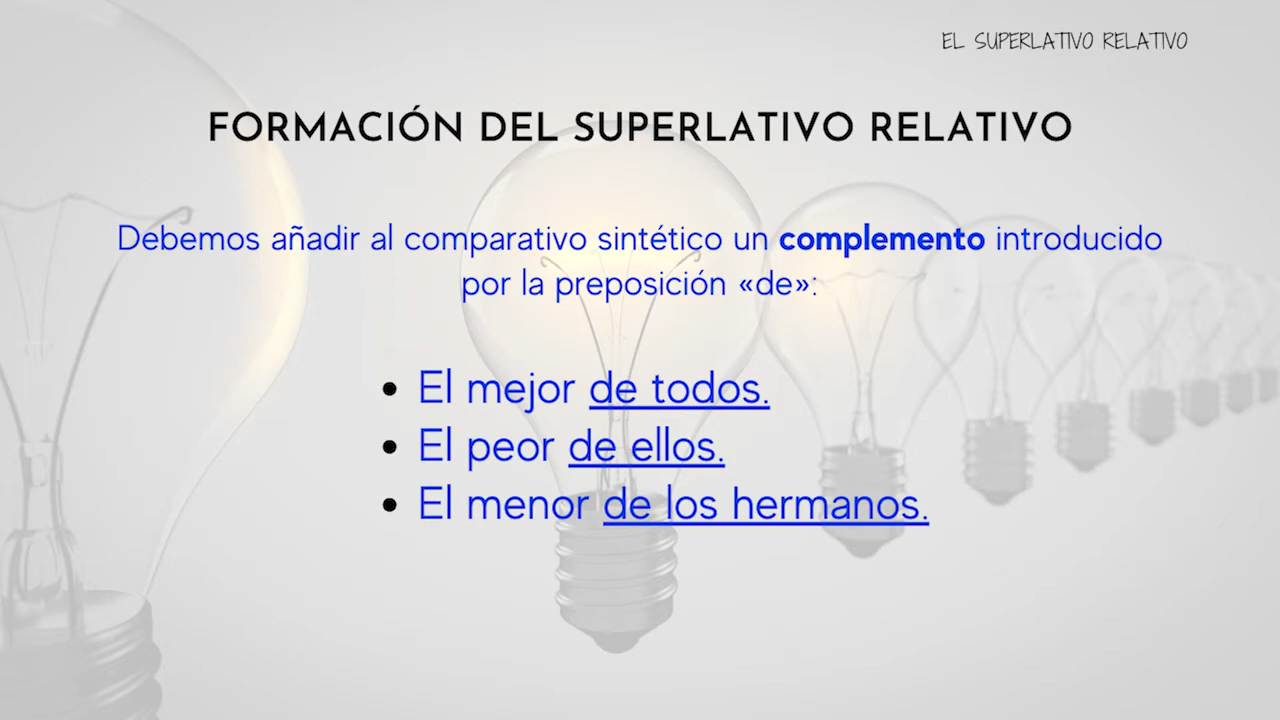 EL SUPERLATIVO RELATIVO
FORMACIÓN DEL SUPERLATIVO RELATIVO
Debemos añadir al comparativo sintético un complemento introducido
por la preposición «de»:
• El mejor de todos.
• El peor de ellos.
• El menor de los hermanos.